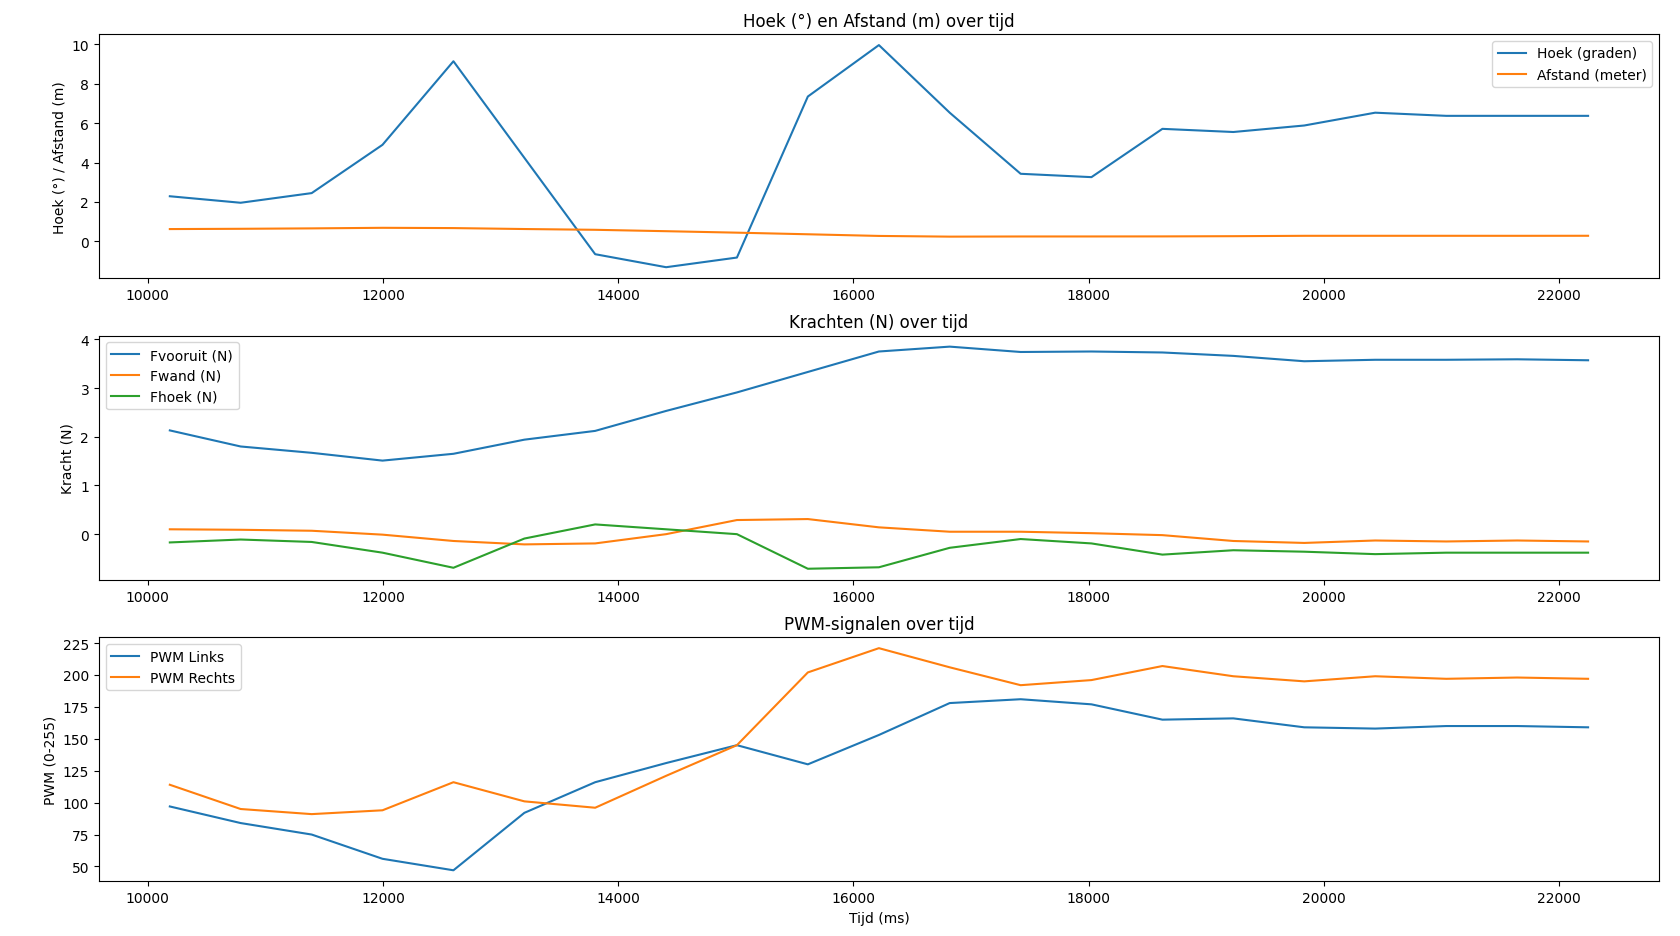 Hoek (°) en Afstand (m) over tijd
Hoek (°) / Afstand (m)
10
8
6
4
2
0
Hoek (graden)
Afstand (meter)
10000 12000 14000 16000 18000 20000 22000
Krachten (N) over tijd
Kracht (N)
4
3
2
1
0
Fvooruit (N)
Fwand (N)
Fhoek (N)
10000 12000 14000 16000 18000 20000 22000
PWM-signalen over tijd
PWM (0-255)
225
200
175
150
125
100
75
50
PWM Links
PWM Rechts
10000 12000 14000 16000 18000 20000 22000
Tijd (ms)